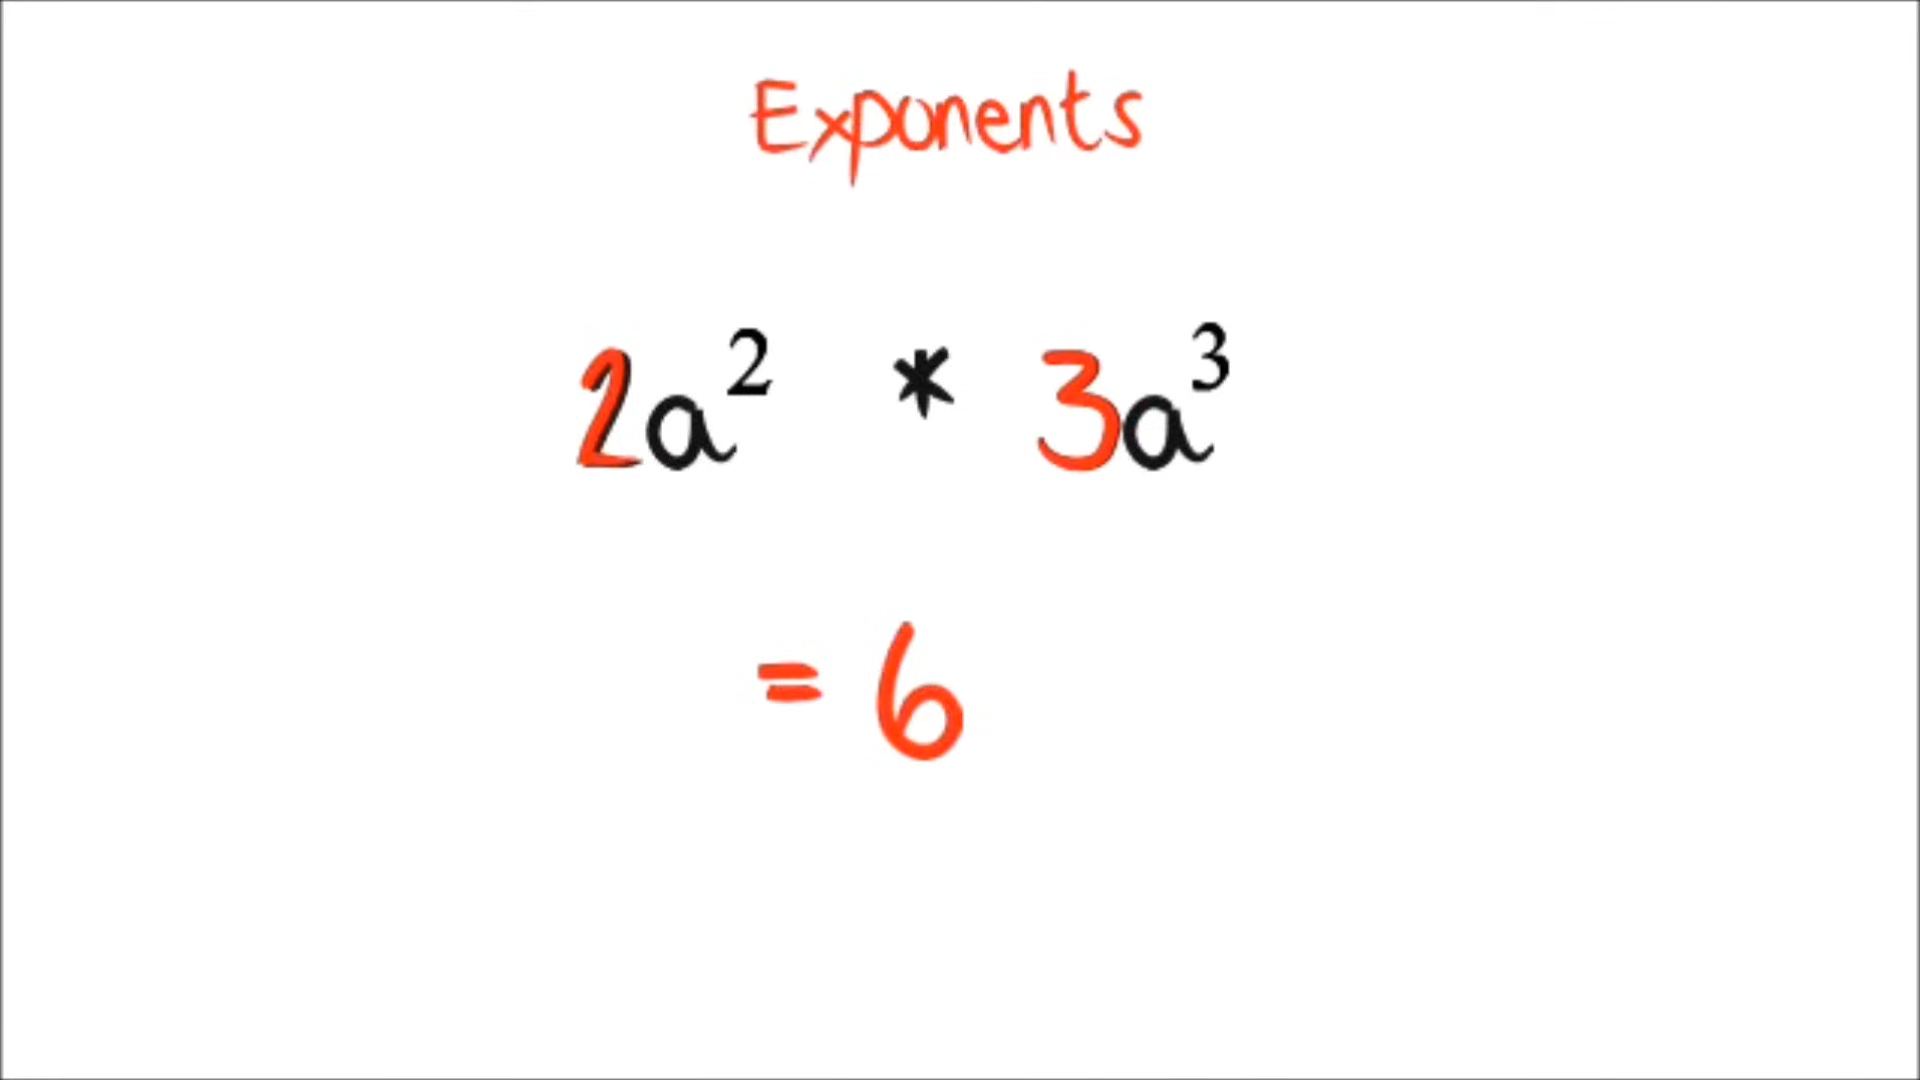 Exponents
2a² * 3a³
= 6